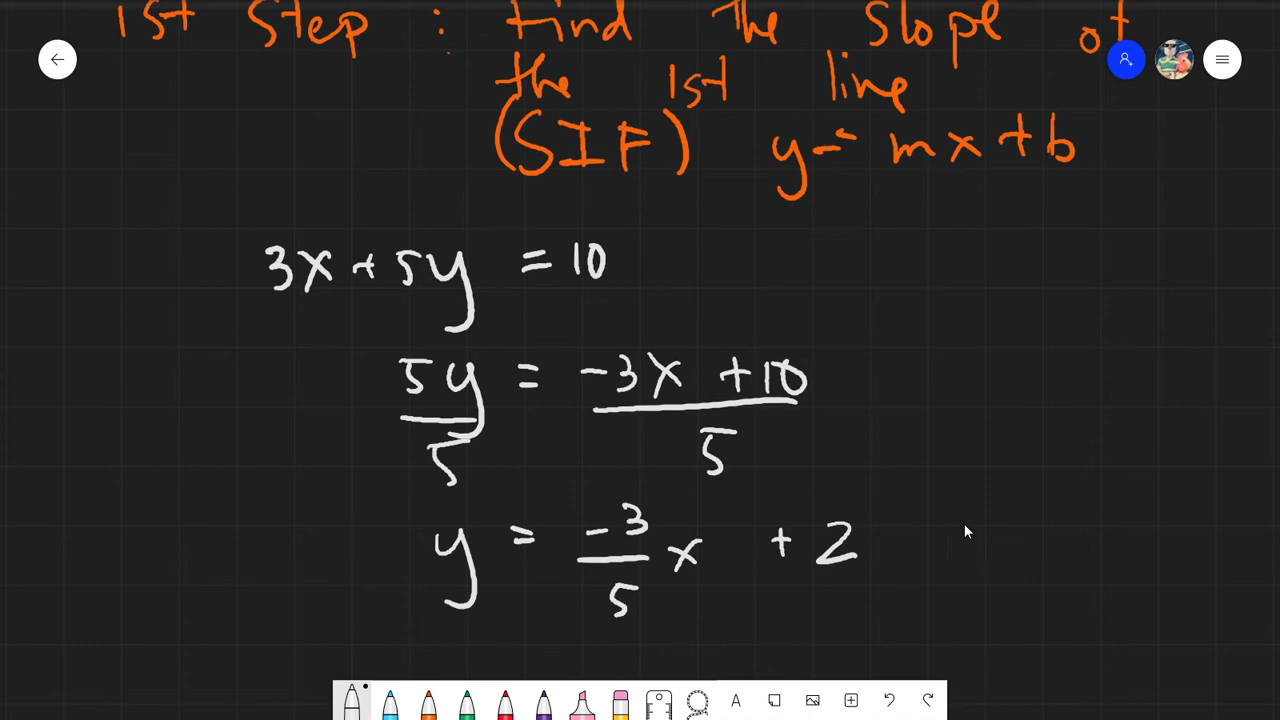 1st step : find the slope of
the 1st line
(SIF) y = mx + b
3x + 5y = 10
5y = -3x + 10
5 5
y = -3/5 x + 2